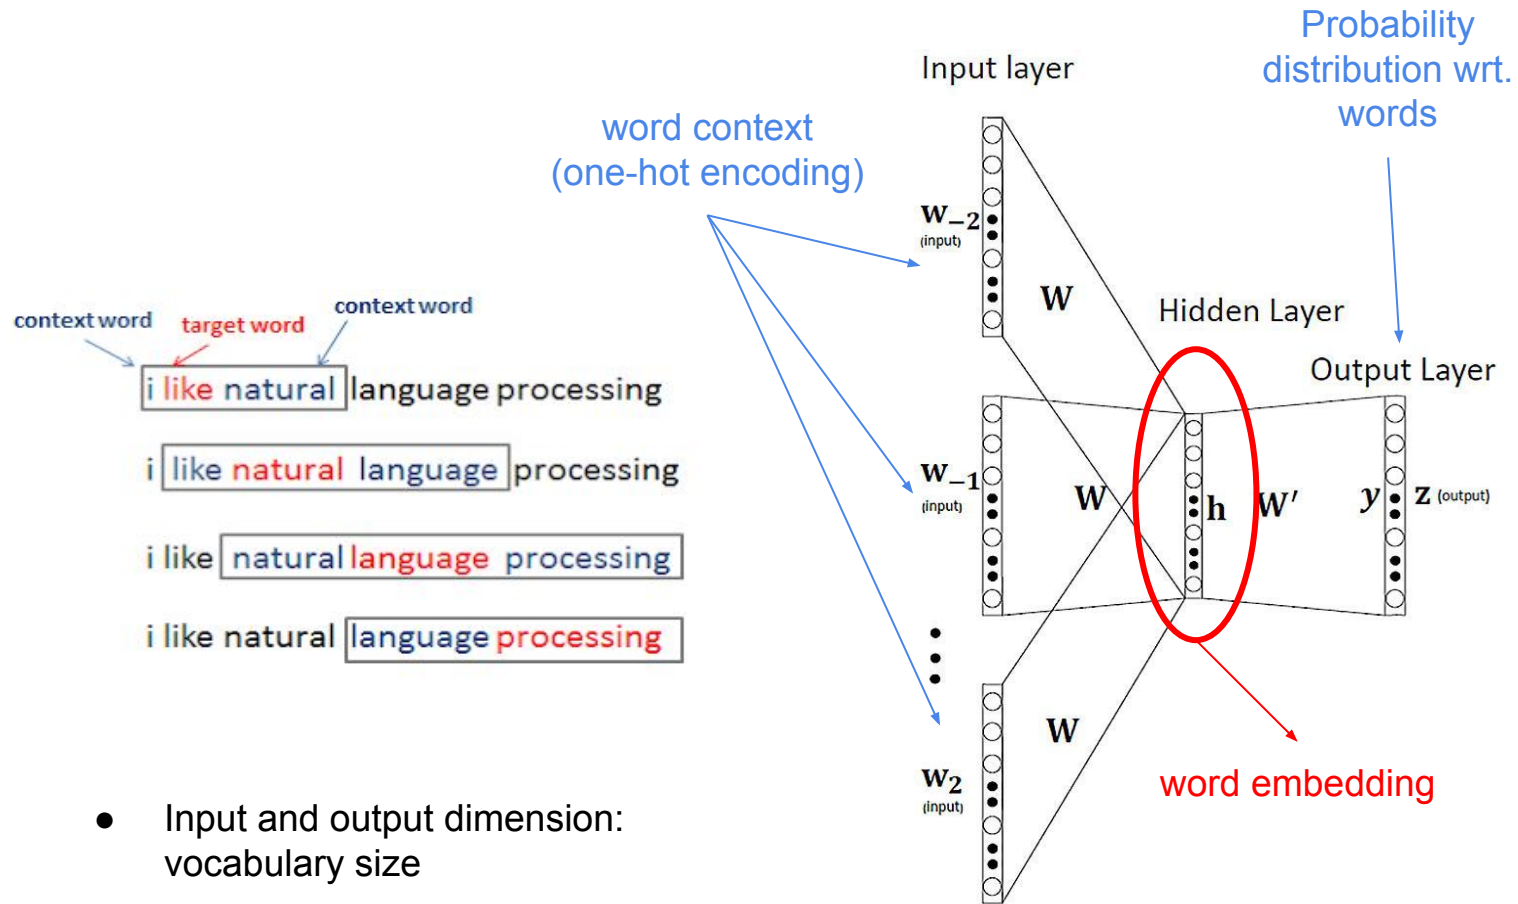 Probability
distribution wrt.
words
Input layer
word context
(one-hot encoding)
w₋₂
(input)
W
context word
target word
context word
i like natural language processing
i like natural language processing
i like natural language processing
i like natural language processing
Hidden Layer
Output Layer
w₋₁
(input)
W
h
W′
y
z (output)
w₂
(input)
W
word embedding
● Input and output dimension:
vocabulary size